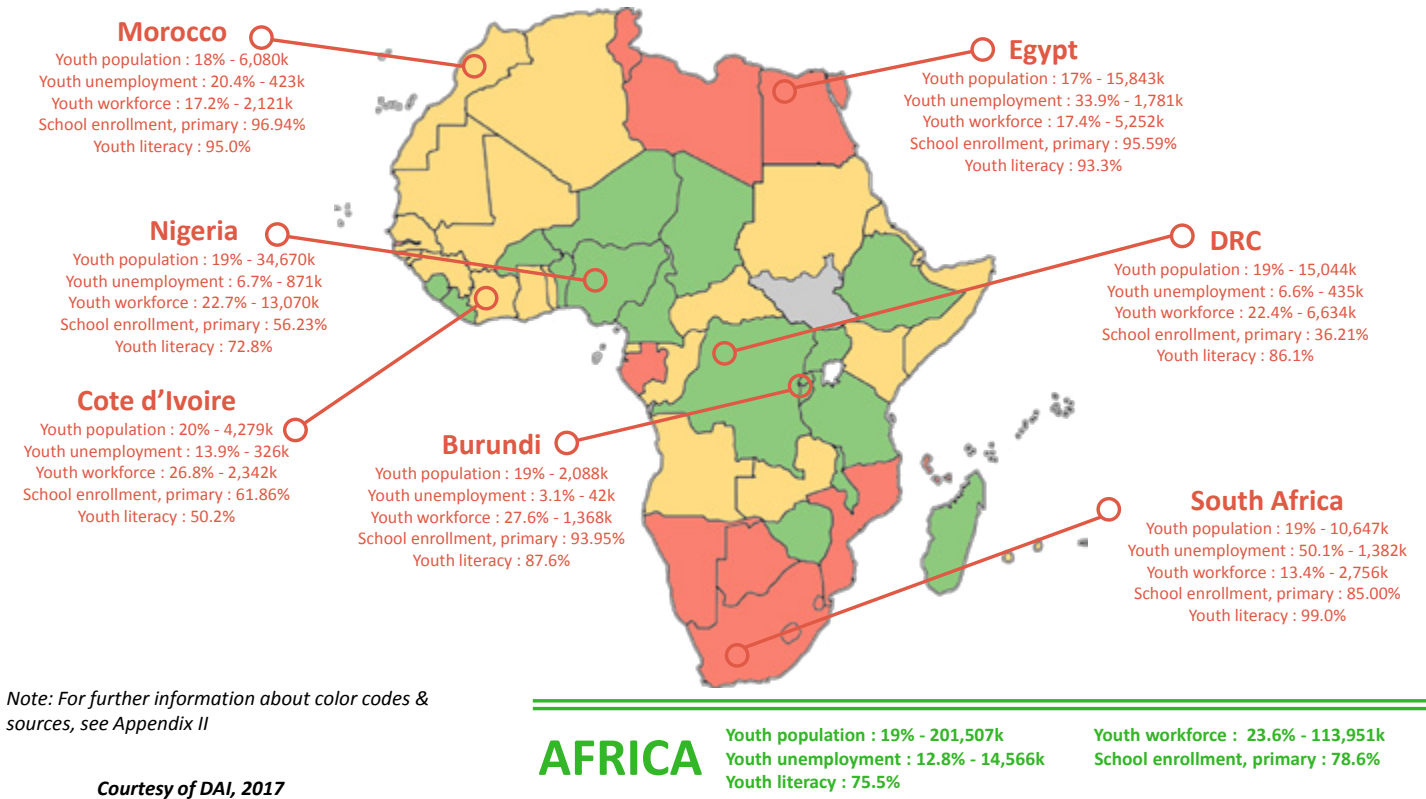 Morocco
Youth population : 18% - 6,080k
Youth unemployment : 20.4% - 423k
Youth workforce : 17.2% - 2,121k
School enrollment, primary : 96.94%
Youth literacy : 95.0%
Egypt
Youth population : 17% - 15,843k
Youth unemployment : 33.9% - 1,781k
Youth workforce : 17.4% - 5,252k
School enrollment, primary : 95.59%
Youth literacy : 93.3%
Nigeria
Youth population : 19% - 34,670k
Youth unemployment : 6.7% - 871k
Youth workforce : 22.7% - 13,070k
School enrollment, primary : 56.23%
Youth literacy : 72.8%
DRC
Youth population : 19% - 15,044k
Youth unemployment : 6.6% - 435k
Youth workforce : 22.4% - 6,634k
School enrollment, primary : 36.21%
Youth literacy : 86.1%
Cote d’Ivoire
Youth population : 20% - 4,279k
Youth unemployment : 13.9% - 326k
Youth workforce : 26.8% - 2,342k
School enrollment, primary : 61.86%
Youth literacy : 50.2%
Burundi
Youth population : 19% - 2,088k
Youth unemployment : 3.1% - 42k
Youth workforce : 27.6% - 1,368k
School enrollment, primary : 93.95%
Youth literacy : 87.6%
South Africa
Youth population : 19% - 10,647k
Youth unemployment : 50.1% - 1,382k
Youth workforce : 13.4% - 2,756k
School enrollment, primary : 85.00%
Youth literacy : 99.0%
Note: For further information about color codes &
sources, see Appendix II
Courtesy of DAI, 2017
AFRICA
Youth population : 19% - 201,507k
Youth unemployment : 12.8% - 14,566k
Youth literacy : 75.5%
Youth workforce : 23.6% - 113,951k
School enrollment, primary : 78.6%